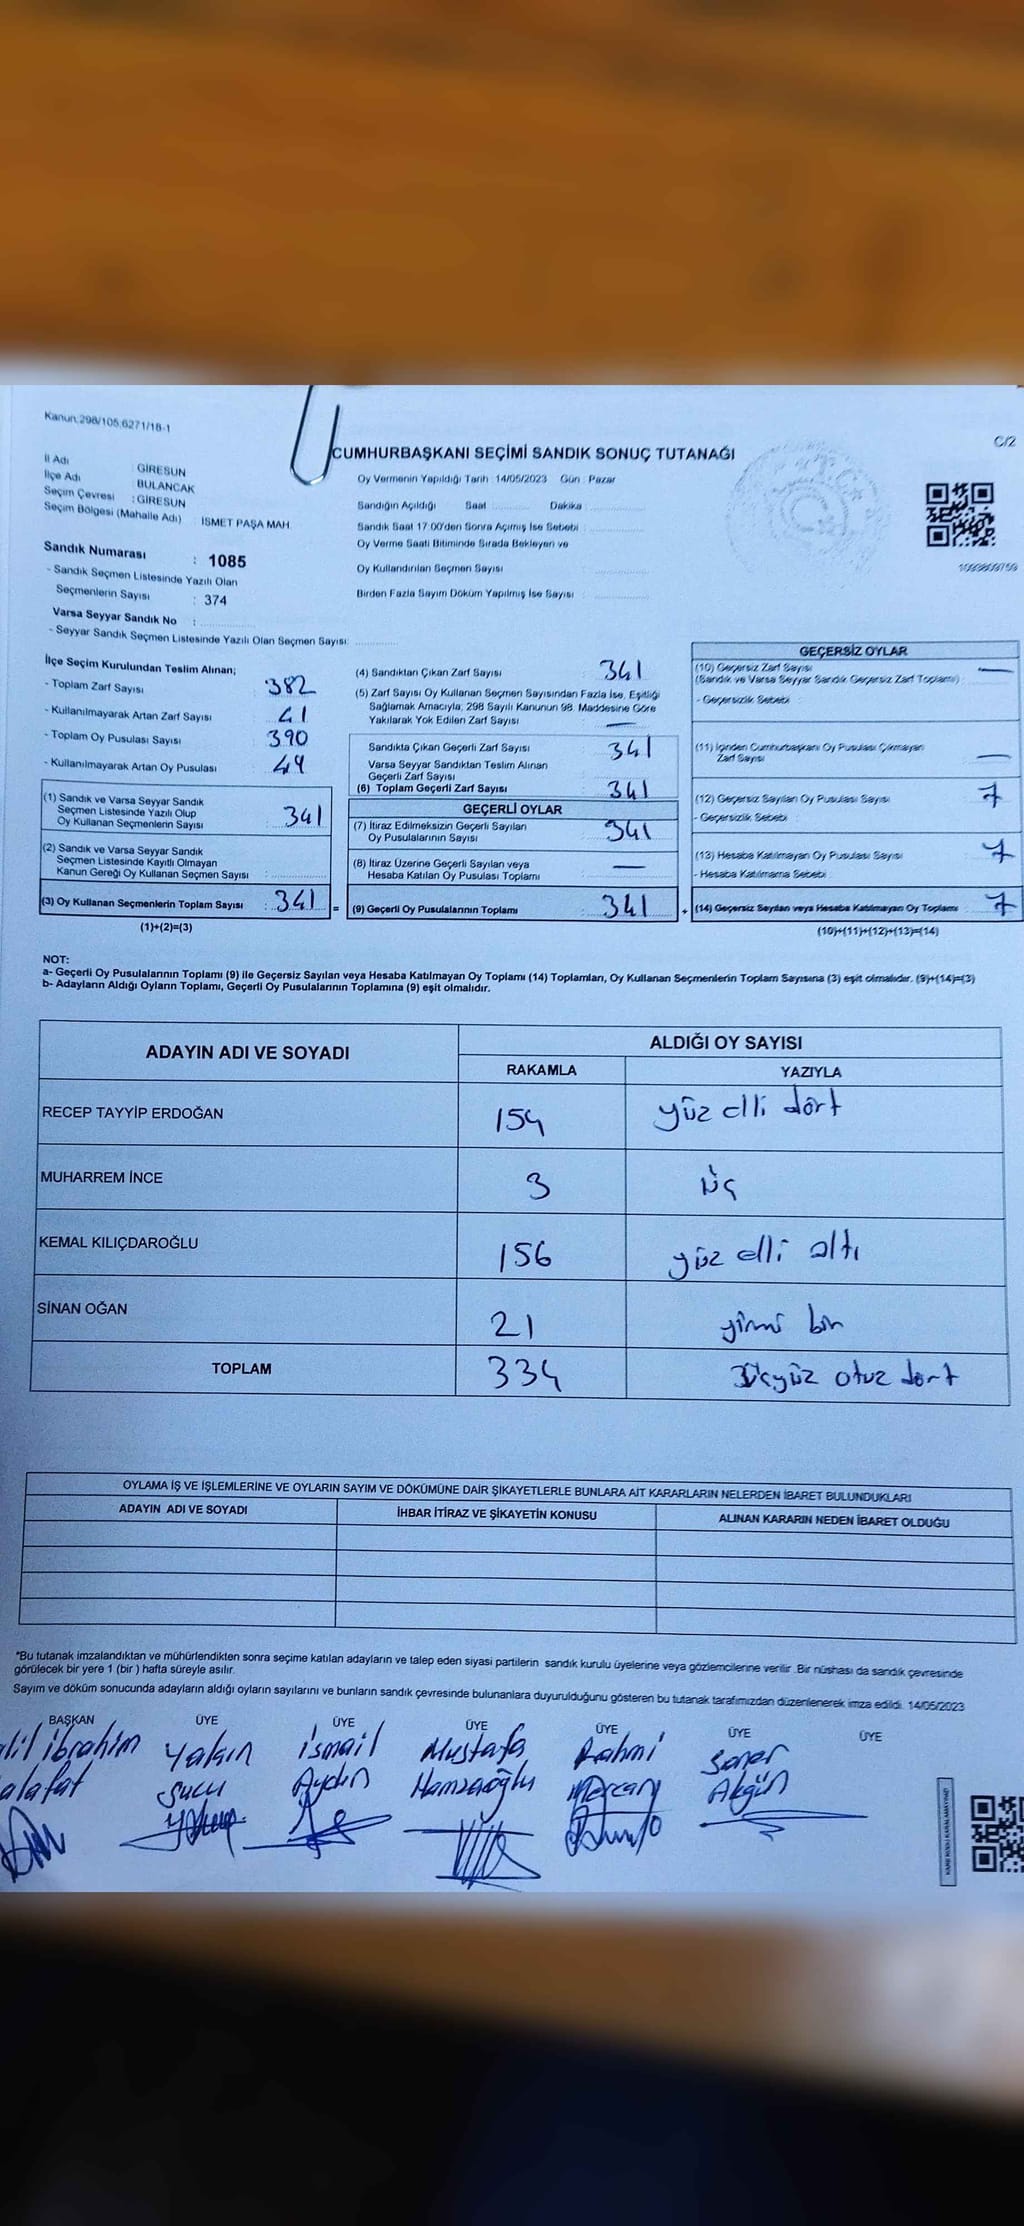 Kanun:298/105,6271/18-1
C/2
CUMHURBAŞKANI SEÇİMİ SANDIK SONUÇ TUTANAĞI
İl Adı : GİRESUN
İlçe Adı : BULANCAK
Seçim Çevresi : GİRESUN
Seçim Bölgesi (Mahalle Adı) : İSMET PAŞA MAH.
Sandık Numarası : 1085
- Sandık Seçmen Listesinde Yazılı Olan
Seçmenlerin Sayısı : 374
Varsa Seyyar Sandık No :
- Seyyar Sandık Seçmen Listesinde Yazılı Olan Seçmen Sayısı:
Oy Vermenin Yapıldığı Tarih : 14/05/2023 Gün : Pazar
Sandığın Açıldığı Saat Dakika :
Sandık Saat 17:00'den Sonra Açılmış İse Sebebi :
Oy Verme Saati Bitiminde Sırada Bekleyen ve
Oy Kullandırılan Seçmen Sayısı
Birden Fazla Sayım Döküm Yapılmış İse Sayısı :
1093809759
İlçe Seçim Kurulundan Teslim Alınan;
- Toplam Zarf Sayısı : 382
- Kullanılmayarak Artan Zarf Sayısı : 41
- Toplam Oy Pusulası Sayısı : 390
- Kullanılmayarak Artan Oy Pusulası : 49
(1) Sandık ve Varsa Seyyar Sandık
Seçmen Listesinde Yazılı Olup
Oy Kullanan Seçmenlerin Sayısı : 341
(2) Sandık ve Varsa Seyyar Sandık
Seçmen Listesinde Kayıtlı Olmayan
Kanun Gereği Oy Kullanan Seçmen Sayısı :
(3) Oy Kullanan Seçmenlerin Toplam Sayısı : 341 =
(1)+(2)=(3)
(4) Sandıktan Çıkan Zarf Sayısı : 341
(5) Zarf Sayısı Oy Kullanan Seçmen Sayısından Fazla İse, Eşitliği
Sağlamak Amacıyla; 298 Sayılı Kanunun 98. Maddesine Göre
Yakılarak Yok Edilen Zarf Sayısı : —
Sandıkta Çıkan Geçerli Zarf Sayısı : 341
Varsa Seyyar Sandıktan Teslim Alınan
Geçerli Zarf Sayısı
(6) Toplam Geçerli Zarf Sayısı : 341
GEÇERLİ OYLAR
(7) İtiraz Edilmeksizin Geçerli Sayılan
Oy Pusulalarının Sayısı : 341
(8) İtiraz Üzerine Geçerli Sayılan veya
Hesaba Katılan Oy Pusulası Toplamı : —
(9) Geçerli Oy Pusulalarının Toplamı : 341 +
GEÇERSİZ OYLAR
(10) Geçersiz Zarf Sayısı —
(Sandık ve Varsa Seyyar Sandık Geçersiz Zarf Toplamı) :
- Geçersizlik Sebebi
(11) İçinden Cumhurbaşkanı Oy Pusulası Çıkmayan
Zarf Sayısı —
(12) Geçersiz Sayılan Oy Pusulası Sayısı 7
- Geçersizlik Sebebi
(13) Hesaba Katılmayan Oy Pusulası Sayısı 7
- Hesaba Katılmama Sebebi
(14) Geçersiz Sayılan veya Hesaba Katılmayan Oy Toplamı : 7
(10)+(11)+(12)+(13)=(14)
NOT:
a- Geçerli Oy Pusulalarının Toplamı (9) ile Geçersiz Sayılan veya Hesaba Katılmayan Oy Toplamı (14) Toplamları, Oy Kullanan Seçmenlerin Toplam Sayısına (3) eşit olmalıdır. (9)+(14)=(3)
b- Adayların Aldığı Oyların Toplamı, Geçerli Oy Pusulalarının Toplamına (9) eşit olmalıdır.
ADAYIN ADI VE SOYADI ALDIĞI OY SAYISI
RAKAMLA YAZIYLA
RECEP TAYYİP ERDOĞAN 154 yüz elli dört
MUHARREM İNCE 3 üç
KEMAL KILIÇDAROĞLU 156 yüz elli altı
SİNAN OĞAN 21 yirmi bir
TOPLAM 334 üçyüz otuz dört
OYLAMA İŞ VE İŞLEMLERİNE VE OYLARIN SAYIM VE DÖKÜMÜNE DAİR ŞİKAYETLERLE BUNLARA AİT KARARLARIN NELERDEN İBARET BULUNDUKLARI
ADAYIN ADI VE SOYADI İHBAR İTİRAZ VE ŞİKAYETİN KONUSU ALINAN KARARIN NEDEN İBARET OLDUĞU
*Bu tutanak imzalandıktan ve mühürlendikten sonra seçime katılan adayların ve talep eden siyasi partilerin sandık kurulu üyelerine veya gözlemcilerine verilir. Bir nüshası da sandık çevresinde
görülecek bir yere 1 (bir) hafta süreyle asılır.
Sayım ve döküm sonucunda adayların aldığı oyların sayılarını ve bunların sandık çevresinde bulunanlara duyurulduğunu gösteren bu tutanak tarafımızdan düzenlenerek imza edildi. 14/05/2023
BAŞKAN ÜYE ÜYE ÜYE ÜYE ÜYE ÜYE
alil ibrahim Yalçın ismail Mustafa Rahmi Soner
alafat Sucu Aydın Hamzaoğlu Mercan Akgün